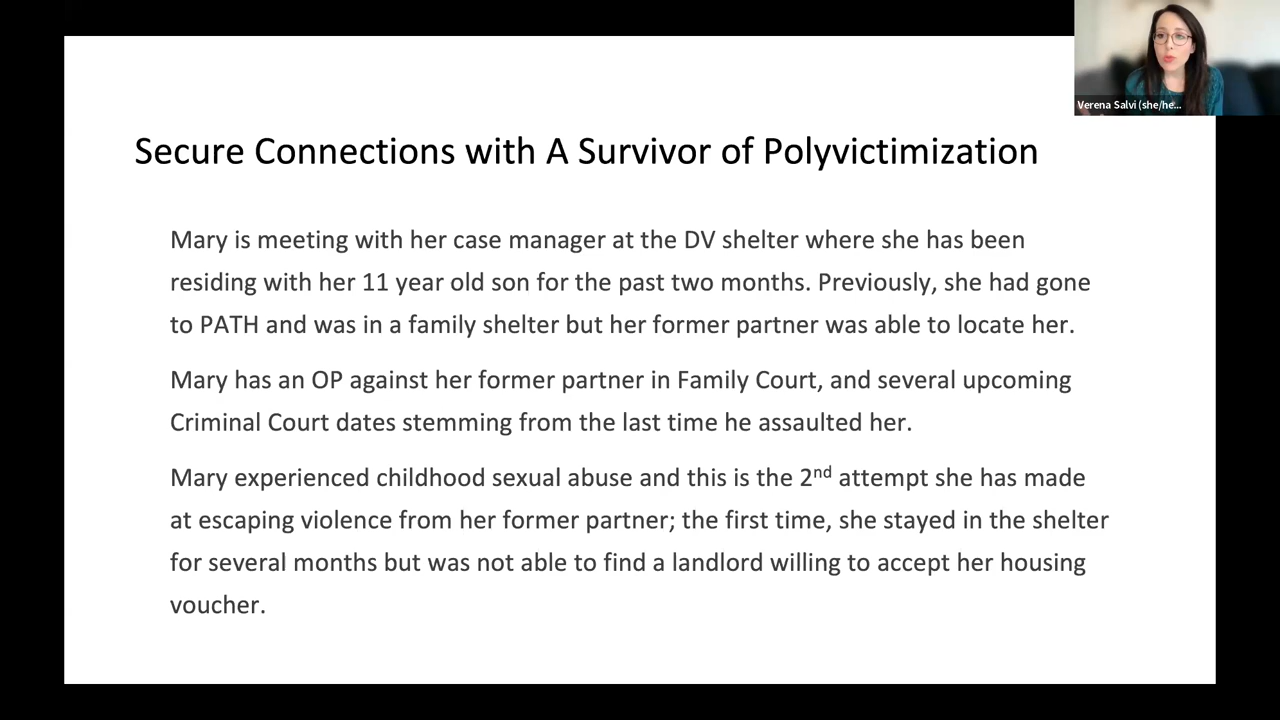 Verena Salvi (she/he...
Secure Connections with A Survivor of Polyvictimization
Mary is meeting with her case manager at the DV shelter where she has been
residing with her 11 year old son for the past two months. Previously, she had gone
to PATH and was in a family shelter but her former partner was able to locate her.
Mary has an OP against her former partner in Family Court, and several upcoming
Criminal Court dates stemming from the last time he assaulted her.
Mary experienced childhood sexual abuse and this is the 2nd attempt she has made
at escaping violence from her former partner; the first time, she stayed in the shelter
for several months but was not able to find a landlord willing to accept her housing
voucher.